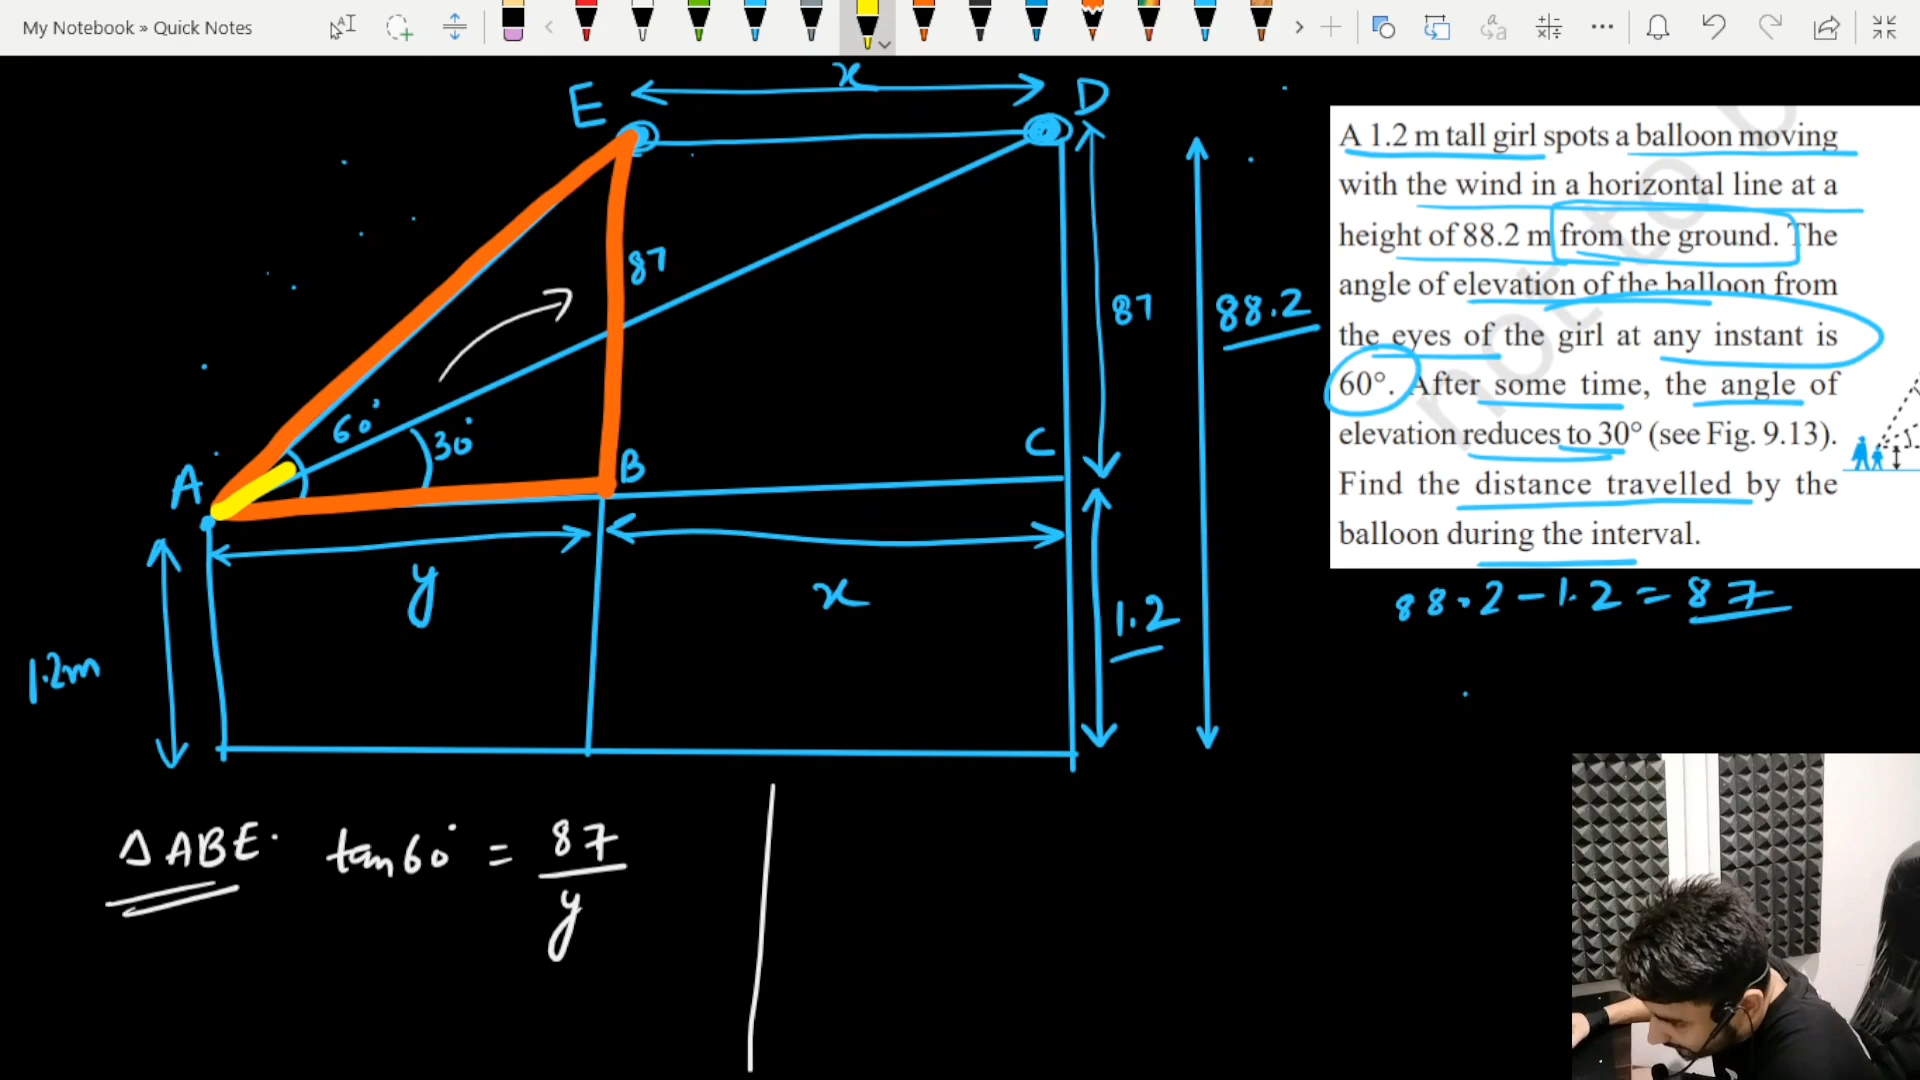 My Notebook » Quick Notes
x
E
D
A 1.2 m tall girl spots a balloon moving
with the wind in a horizontal line at a
height of 88.2 m from the ground. The
angle of elevation of the balloon from
the eyes of the girl at any instant is
60°. After some time, the angle of
elevation reduces to 30° (see Fig. 9.13).
Find the distance travelled by the
balloon during the interval.
87
87
88.2
60°
30°
A
B
C
y
x
1.2
1.2m
88.2-1.2=87
Δ ABE. tan60° = 87
y